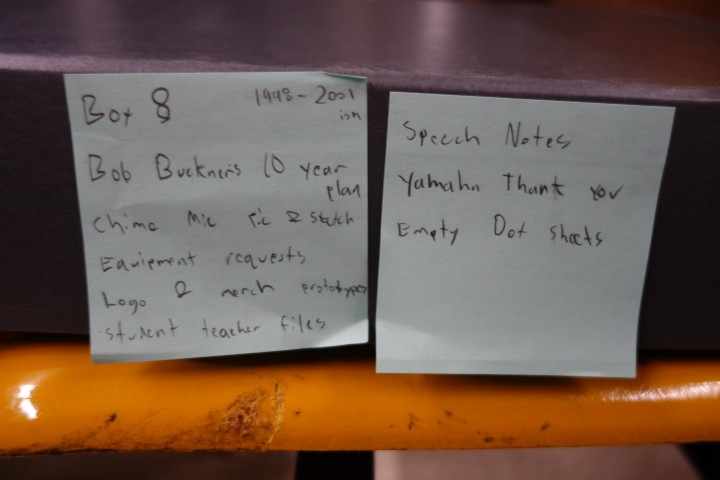 Box 8
1998-2001
ish
Bob Buckner's 10 year
plan
Chime Mic Pic & Sketch
Equipment requests
Logo & merch prototypes
student teacher files
Speech Notes
Yamaha Thank you
Empty Dot sheets